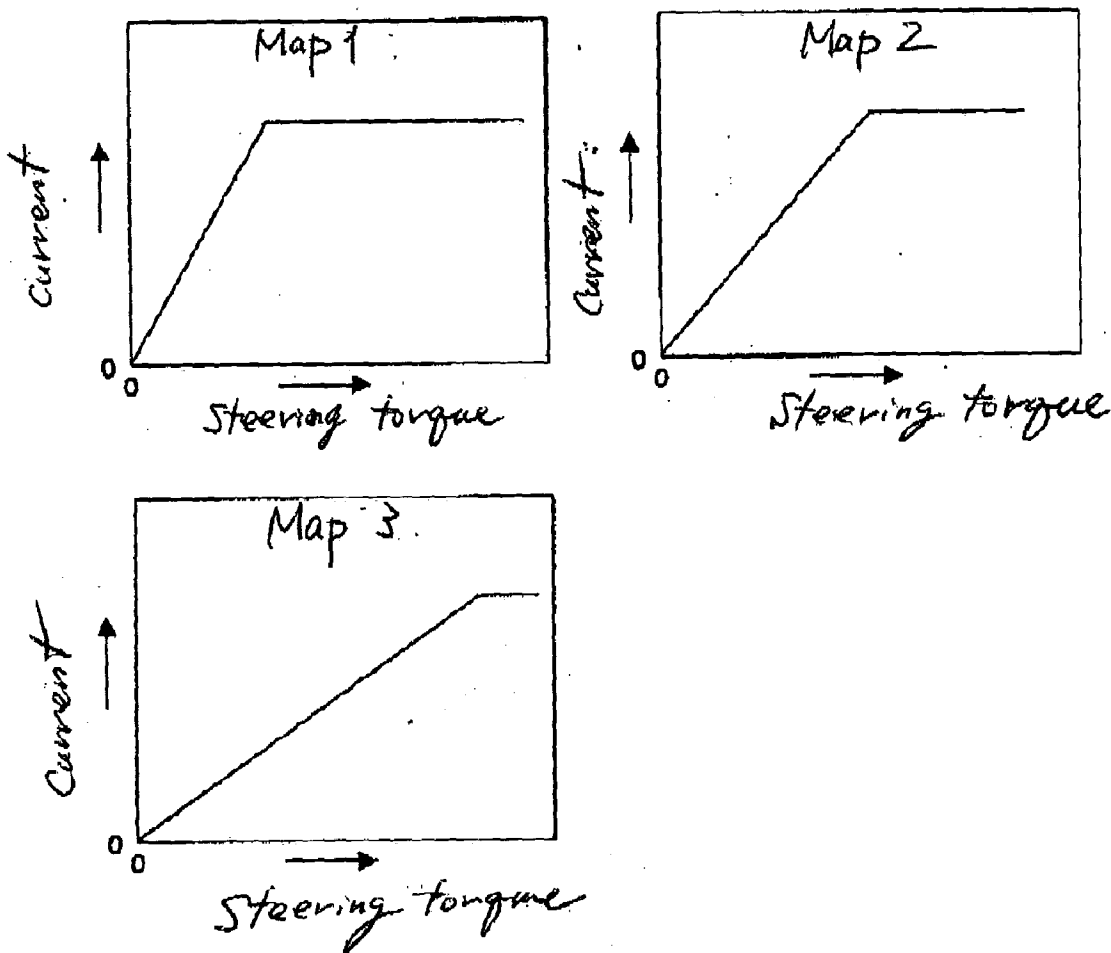 Map 1
Current
0
0
Steering torque
Map 2
Current
0
0
Steering torque
Map 3
Current
0
0
Steering torque